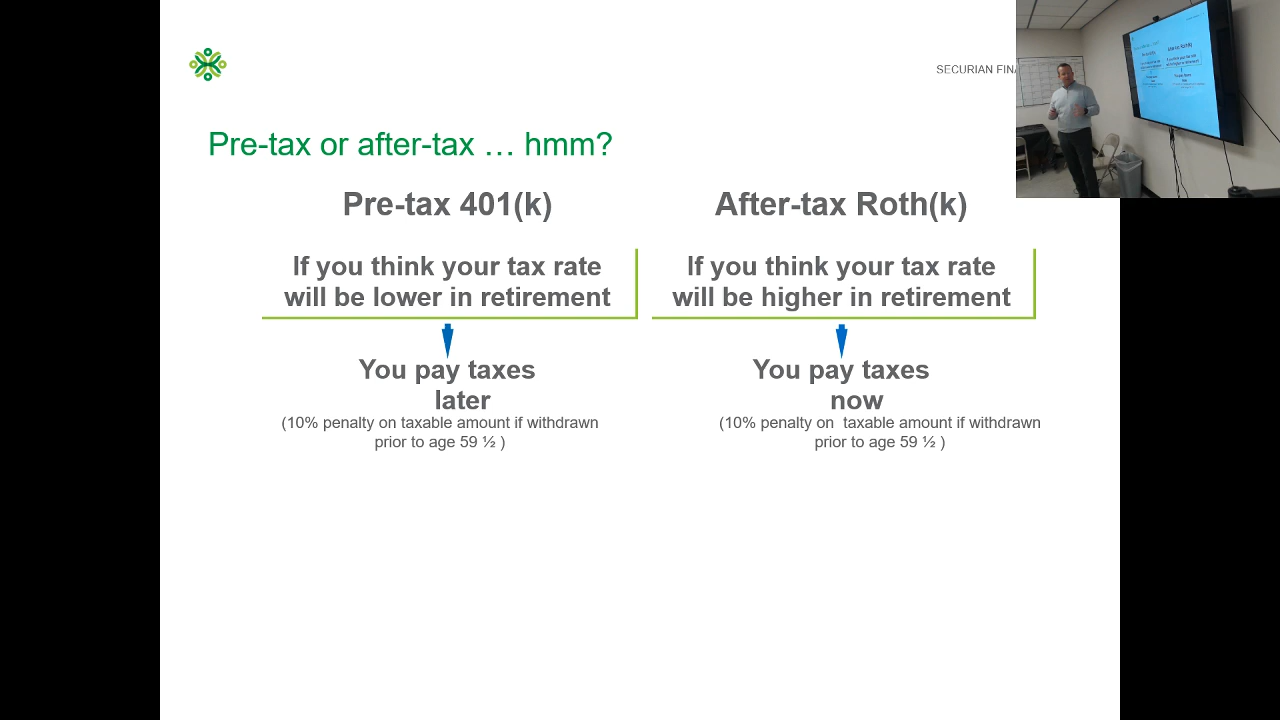 SECURIAN
Pre-tax or after-tax … hmm?
Pre-tax 401(k)
If you think your tax rate
will be lower in retirement
You pay taxes
later
(10% penalty on taxable amount if withdrawn
prior to age 59 ½ )
After-tax Roth(k)
If you think your tax rate
will be higher in retirement
You pay taxes
now
(10% penalty on taxable amount if withdrawn
prior to age 59 ½ )